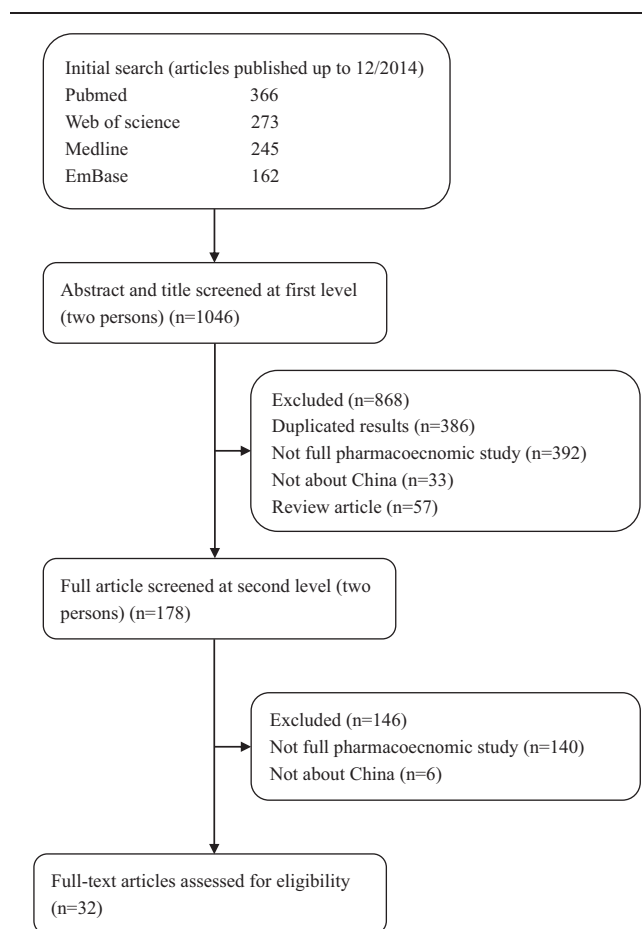 Initial search (articles published up to 12/2014)
Pubmed 366
Web of science 273
Medline 245
EmBase 162
Abstract and title screened at first level
(two persons) (n=1046)
Excluded (n=868)
Duplicated results (n=386)
Not full pharmacoecnomic study (n=392)
Not about China (n=33)
Review article (n=57)
Full article screened at second level (two
persons) (n=178)
Excluded (n=146)
Not full pharmacoecnomic study (n=140)
Not about China (n=6)
Full-text articles assessed for eligibility
(n=32)